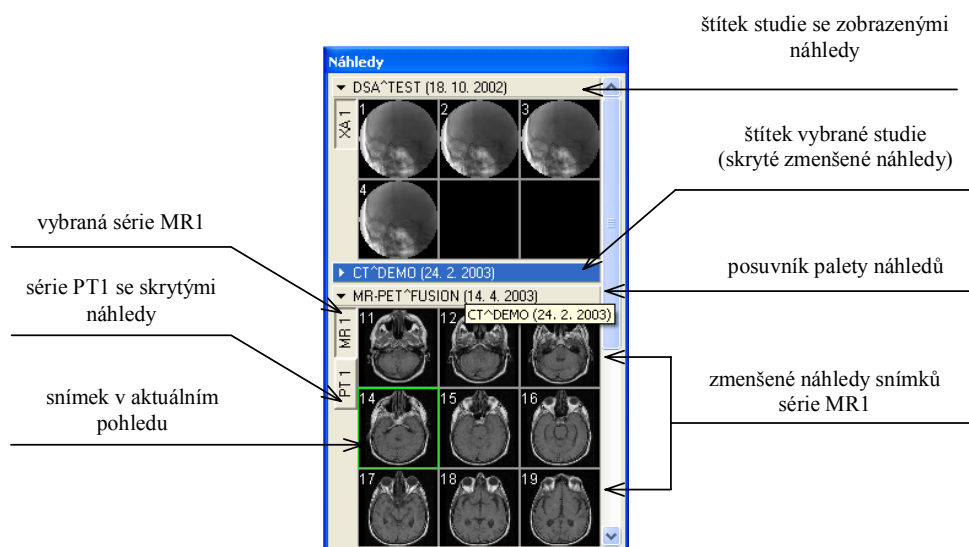 štítek studie se zobrazenými
náhledy
štítek vybrané studie
(skryté zmenšené náhledy)
vybraná série MR1
posuvník palety náhledů
série PT1 se skrytými
náhledy
zmenšené náhledy snímků
série MR1
snímek v aktuálním
pohledu
Náhledy
DSA^TEST (18. 10. 2002)
XA 1
1 2 3
4
CT^DEMO (24. 2. 2003)
MR-PET^FUSION (14. 4. 2003)
CT^DEMO (24. 2. 2003)
MR 1
PT 1
11 12
14 15 16
17 18 19